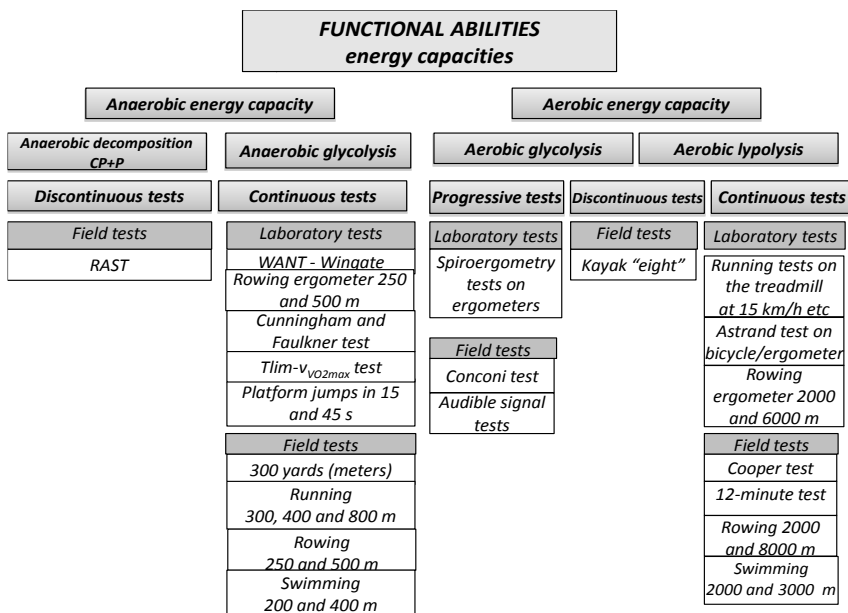 FUNCTIONAL ABILITIES
energy capacities
Anaerobic energy capacity
Aerobic energy capacity
Anaerobic decomposition
CP+P
Anaerobic glycolysis
Aerobic glycolysis
Aerobic lypolysis
Discontinuous tests
Continuous tests
Progressive tests
Discontinuous tests
Continuous tests
Field tests
RAST
Laboratory tests
WANT - Wingate
Rowing ergometer 250
and 500 m
Cunningham and
Faulkner test
Tlim-vVO2max test
Platform jumps in 15
and 45 s
Field tests
300 yards (meters)
Running
300, 400 and 800 m
Rowing
250 and 500 m
Swimming
200 and 400 m
Laboratory tests
Spiroergometry
tests on
ergometers
Field tests
Conconi test
Audible signal
tests
Field tests
Kayak “eight”
Laboratory tests
Running tests on
the treadmill
at 15 km/h etc
Astrand test on
bicycle/ergometer
Rowing
ergometer 2000
and 6000 m
Field tests
Cooper test
12-minute test
Rowing 2000
and 8000 m
Swimming
2000 and 3000 m